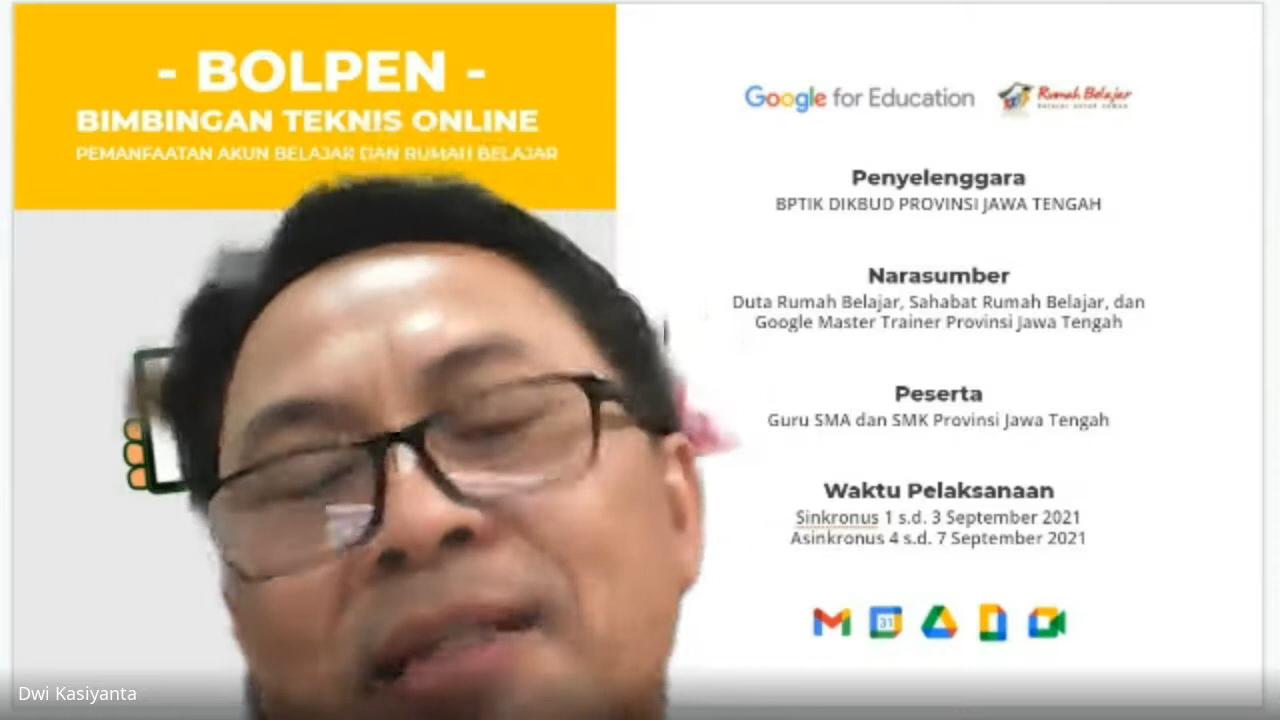 - BOLPEN -
BIMBINGAN TEKNIS ONLINE
PEMANFAATAN AKUN BELAJAR DAN RUMAH BELAJAR
Google for Education
Rumah Belajar
Penyelenggara
BPTIK DIKBUD PROVINSI JAWA TENGAH
Narasumber
Duta Rumah Belajar, Sahabat Rumah Belajar, dan
Google Master Trainer Provinsi Jawa Tengah
Peserta
Guru SMA dan SMK Provinsi Jawa Tengah
Waktu Pelaksanaan
Sinkronus 1 s.d. 3 September 2021
Asinkronus 4 s.d. 7 September 2021
31
Dwi Kasiyanta